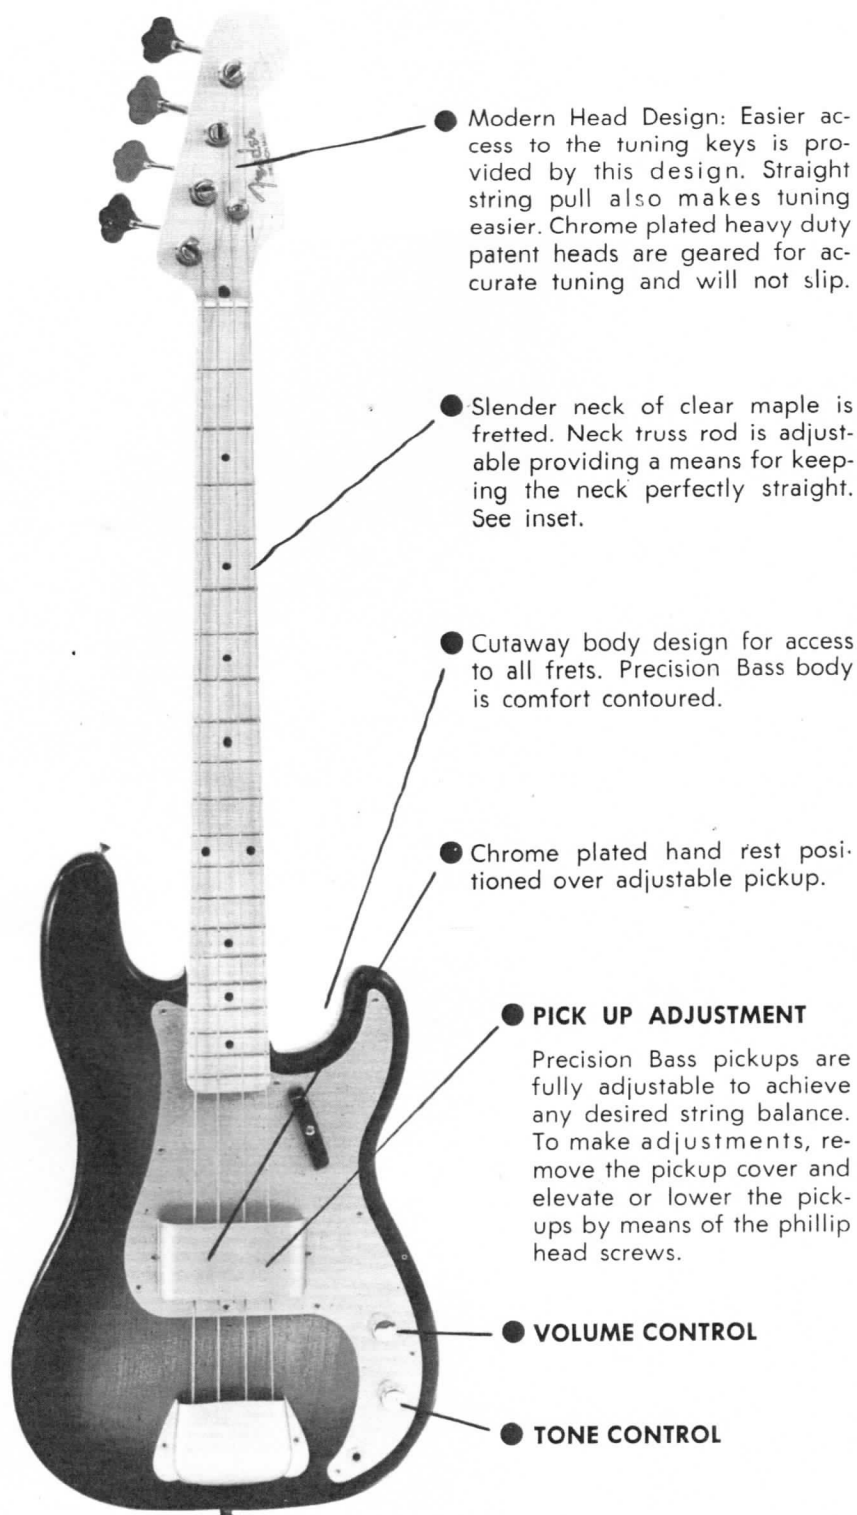 Fender
● Modern Head Design: Easier ac-
cess to the tuning keys is pro-
vided by this design. Straight
string pull also makes tuning
easier. Chrome plated heavy duty
patent heads are geared for ac-
curate tuning and will not slip.
● Slender neck of clear maple is
fretted. Neck truss rod is adjust-
able providing a means for keep-
ing the neck perfectly straight.
See inset.
● Cutaway body design for access
to all frets. Precision Bass body
is comfort contoured.
● Chrome plated hand rest posi-
tioned over adjustable pickup.
● PICK UP ADJUSTMENT
Precision Bass pickups are
fully adjustable to achieve
any desired string balance.
To make adjustments, re-
move the pickup cover and
elevate or lower the pick-
ups by means of the phillip
head screws.
● VOLUME CONTROL
● TONE CONTROL